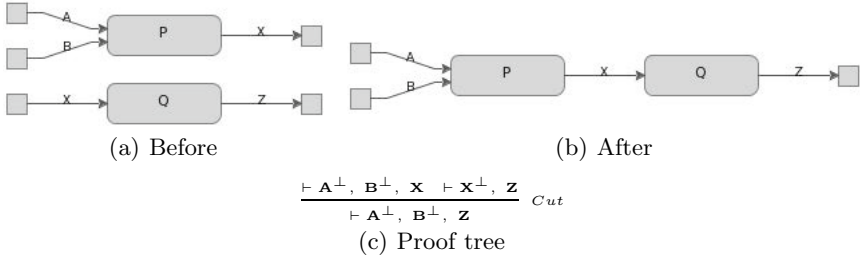 A
P
X
B
X
Q
Z
A
P
X
Q
Z
B
(a) Before
(b) After
⊢ A⊥, B⊥, X ⊢ X⊥, Z
Cut
⊢ A⊥, B⊥, Z
(c) Proof tree